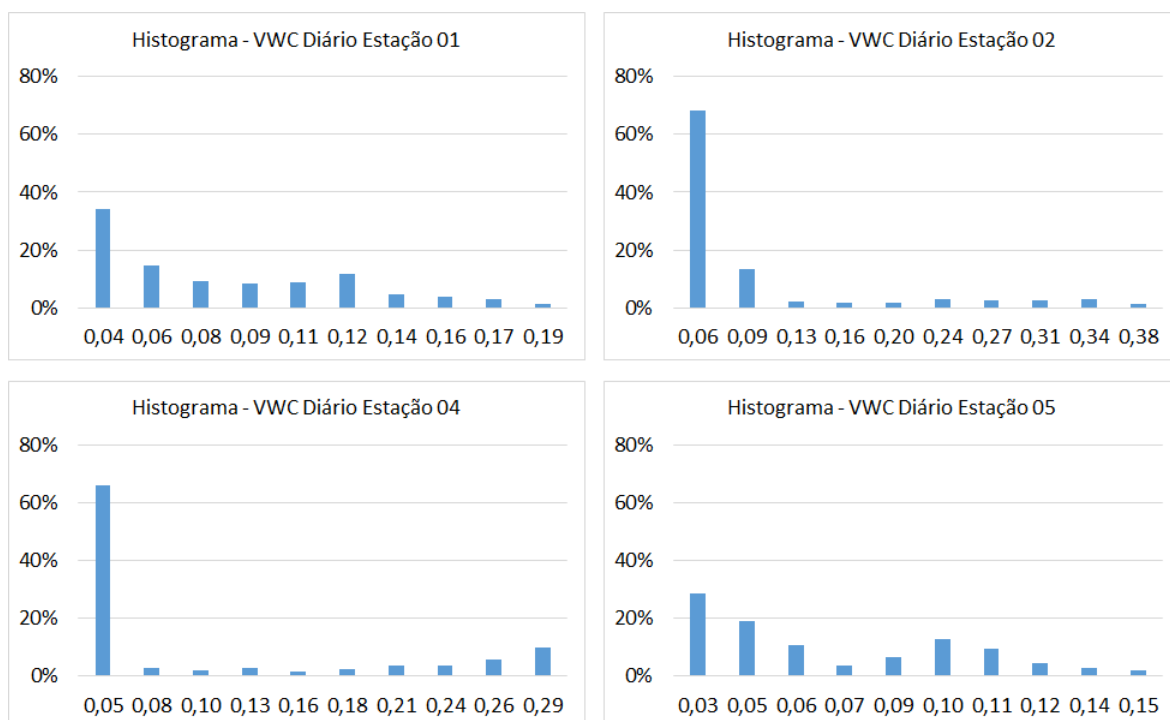 Histograma - VWC Diário Estação 01
80%
60%
40%
20%
0%
0,04 0,06 0,08 0,09 0,11 0,12 0,14 0,16 0,17 0,19
Histograma - VWC Diário Estação 02
80%
60%
40%
20%
0%
0,06 0,09 0,13 0,16 0,20 0,24 0,27 0,31 0,34 0,38
Histograma - VWC Diário Estação 04
80%
60%
40%
20%
0%
0,05 0,08 0,10 0,13 0,16 0,18 0,21 0,24 0,26 0,29
Histograma - VWC Diário Estação 05
80%
60%
40%
20%
0%
0,03 0,05 0,06 0,07 0,09 0,10 0,11 0,12 0,14 0,15